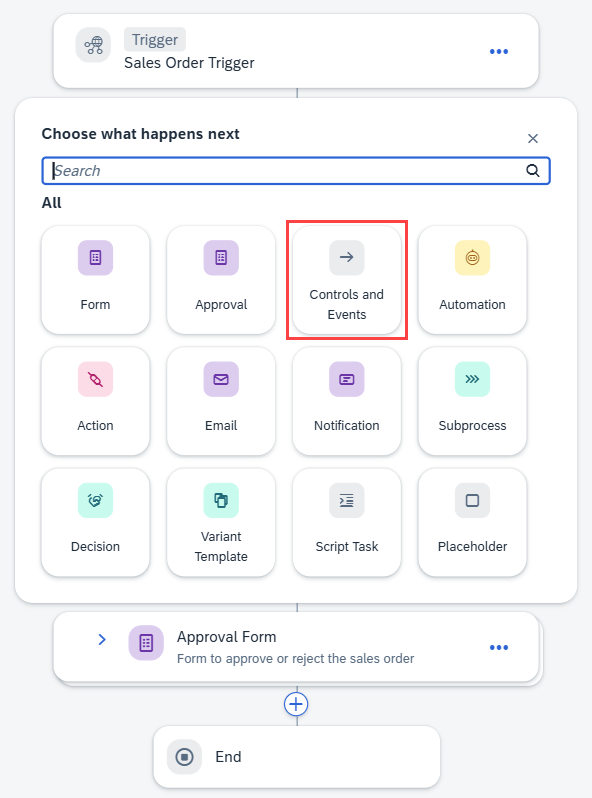 Trigger
Sales Order Trigger
Choose what happens next
Search
All
Form
Approval
Controls and
Events
Automation
Action
Email
Notification
Subprocess
Decision
Variant
Template
Script Task
Placeholder
Approval Form
Form to approve or reject the sales order
End